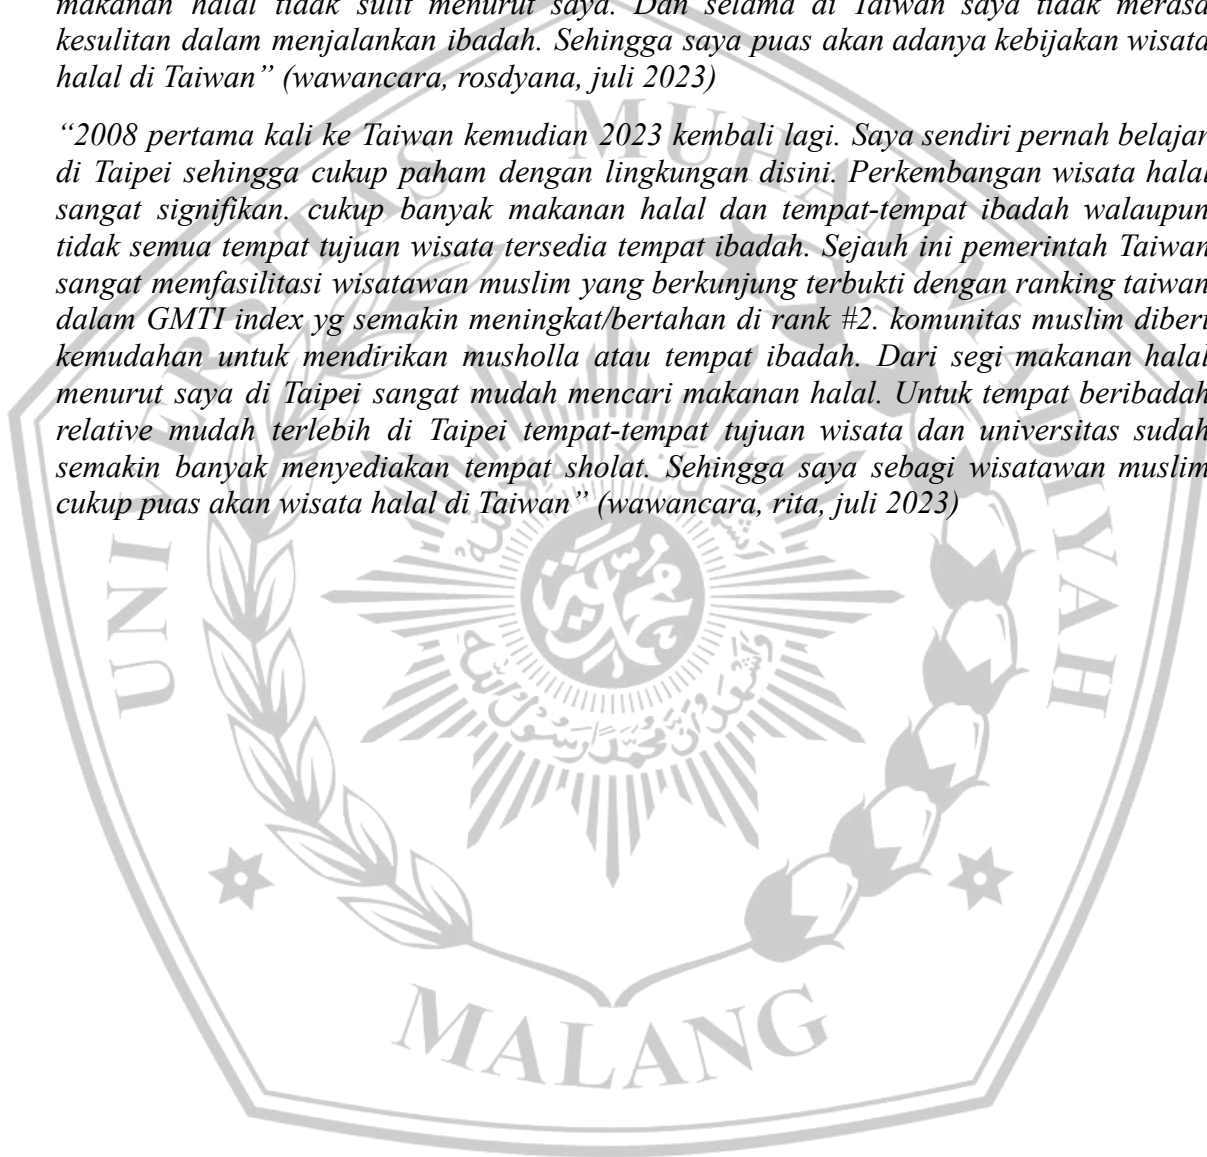 makanan halal tidak sulit menurut saya. Dan selama di Taiwan saya tidak merasa
kesulitan dalam menjalankan ibadah. Sehingga saya puas akan adanya kebijakan wisata
halal di Taiwan” (wawancara, rosdyana, juli 2023)
“2008 pertama kali ke Taiwan kemudian 2023 kembali lagi. Saya sendiri pernah belajar
di Taipei sehingga cukup paham dengan lingkungan disini. Perkembangan wisata halal
sangat signifikan. cukup banyak makanan halal dan tempat-tempat ibadah walaupun
tidak semua tempat tujuan wisata tersedia tempat ibadah. Sejauh ini pemerintah Taiwan
sangat memfasilitasi wisatawan muslim yang berkunjung terbukti dengan ranking taiwan
dalam GMTI index yg semakin meningkat/bertahan di rank #2. komunitas muslim diberi
kemudahan untuk mendirikan musholla atau tempat ibadah. Dari segi makanan halal
menurut saya di Taipei sangat mudah mencari makanan halal. Untuk tempat beribadah
relative mudah terlebih di Taipei tempat-tempat tujuan wisata dan universitas sudah
semakin banyak menyediakan tempat sholat. Sehingga saya sebagi wisatawan muslim
cukup puas akan wisata halal di Taiwan” (wawancara, rita, juli 2023)
UNIVERSITAS MUHAMMADIYAH
MALANG